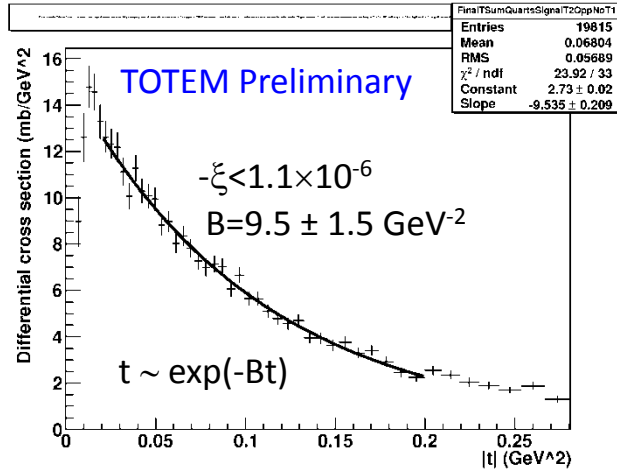 FinalTSumQuartsSignalT2OppNoT1
Entries 19815
Mean 0.06804
RMS 0.05689
χ² / ndf 23.92 / 33
Constant 2.73 ± 0.02
Slope -9.535 ± 0.209
TOTEM Preliminary
-ξ<1.1×10⁻⁶
B=9.5 ± 1.5 GeV⁻²
t ~ exp(-Bt)
Differential cross section (mb/GeV^2)
16
14
12
10
8
6
4
2
0
0 0.05 0.1 0.15 0.2 0.25
|t| (GeV^2)